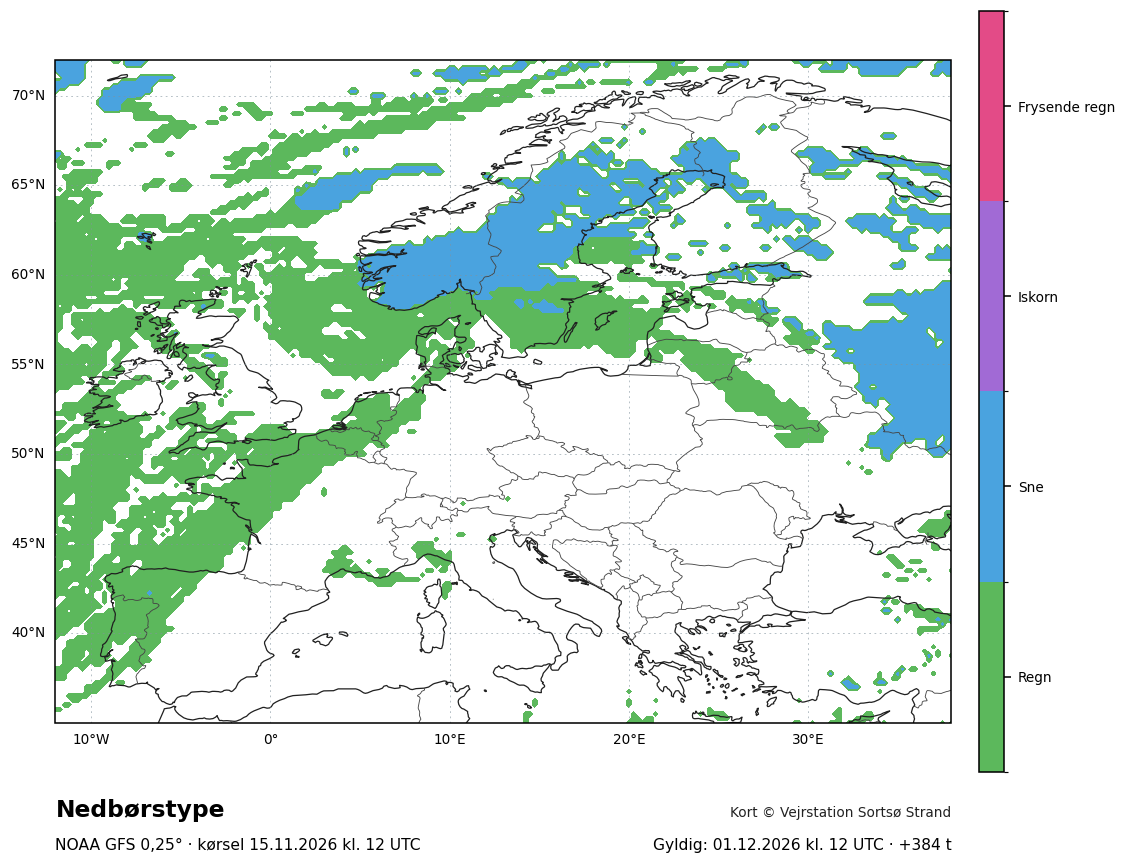 Frysende regn
Iskorn
Sne
Regn
70°N
65°N
60°N
55°N
50°N
45°N
40°N
10°W
0°
10°E
20°E
30°E
Nedbørstype
Kort © Vejrstation Sortsø Strand
NOAA GFS 0,25° · kørsel 15.11.2026 kl. 12 UTC
Gyldig: 01.12.2026 kl. 12 UTC · +384 t